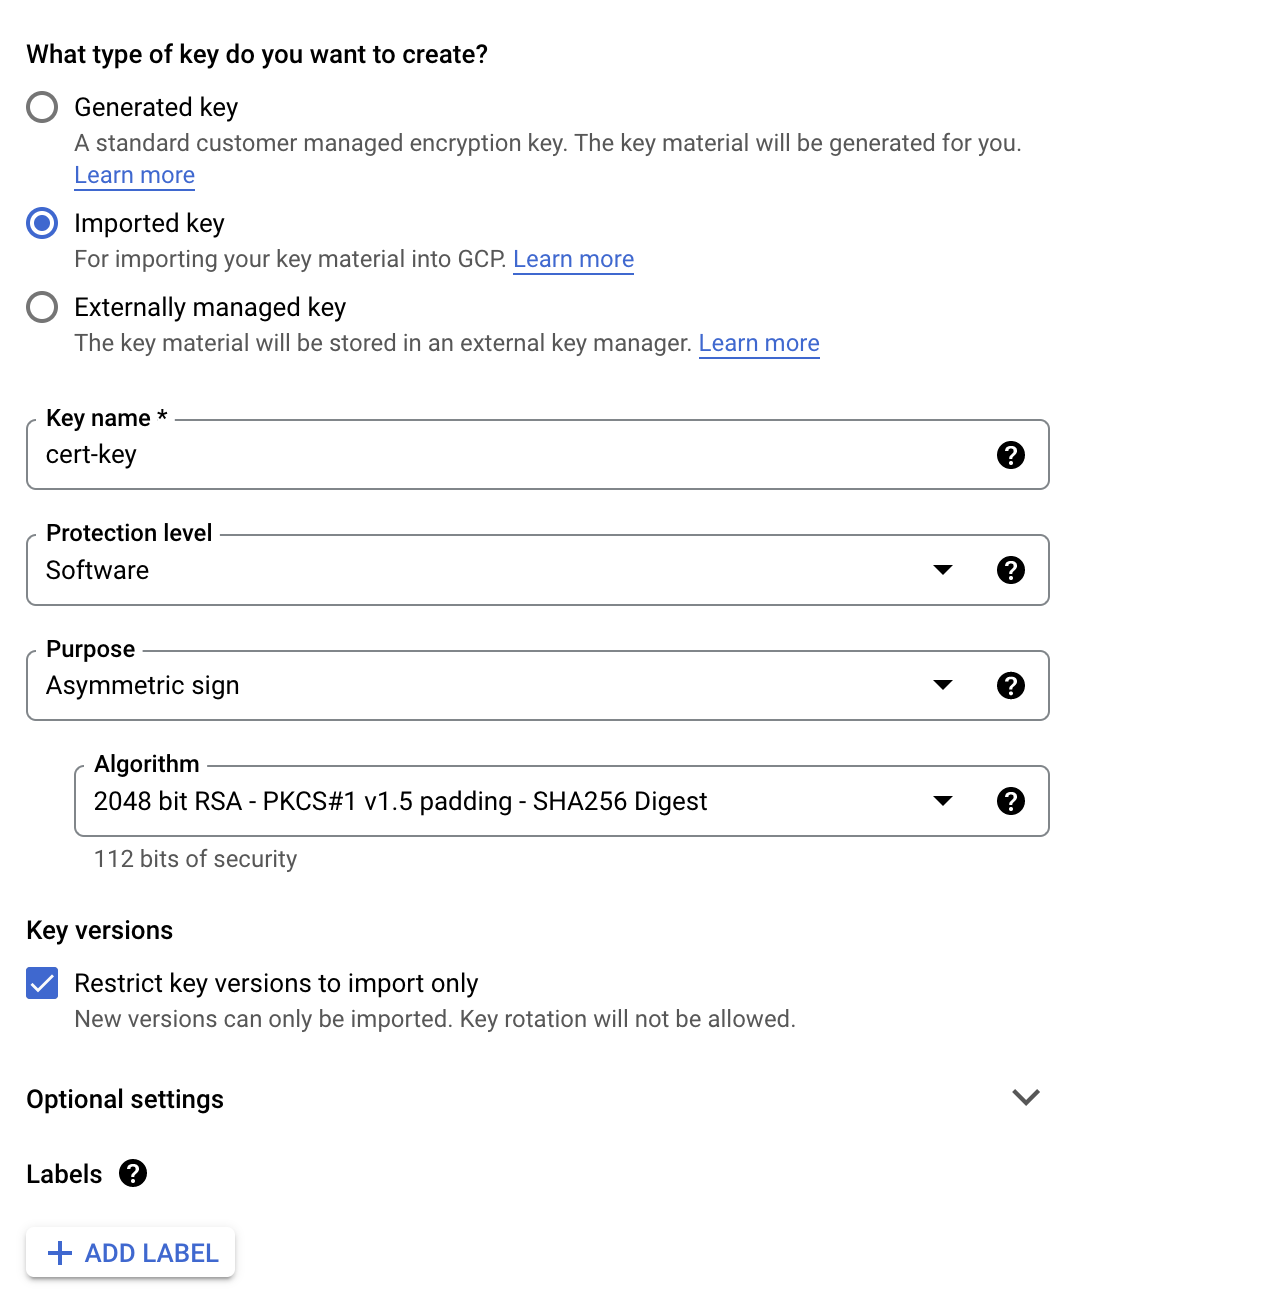 What type of key do you want to create?
Generated key
A standard customer managed encryption key. The key material will be generated for you.
Learn more
Imported key
For importing your key material into GCP. Learn more
Externally managed key
The key material will be stored in an external key manager. Learn more
Key name *
cert-key
Protection level
Software
Purpose
Asymmetric sign
Algorithm
2048 bit RSA - PKCS#1 v1.5 padding - SHA256 Digest
112 bits of security
Key versions
Restrict key versions to import only
New versions can only be imported. Key rotation will not be allowed.
Optional settings
Labels
ADD LABEL